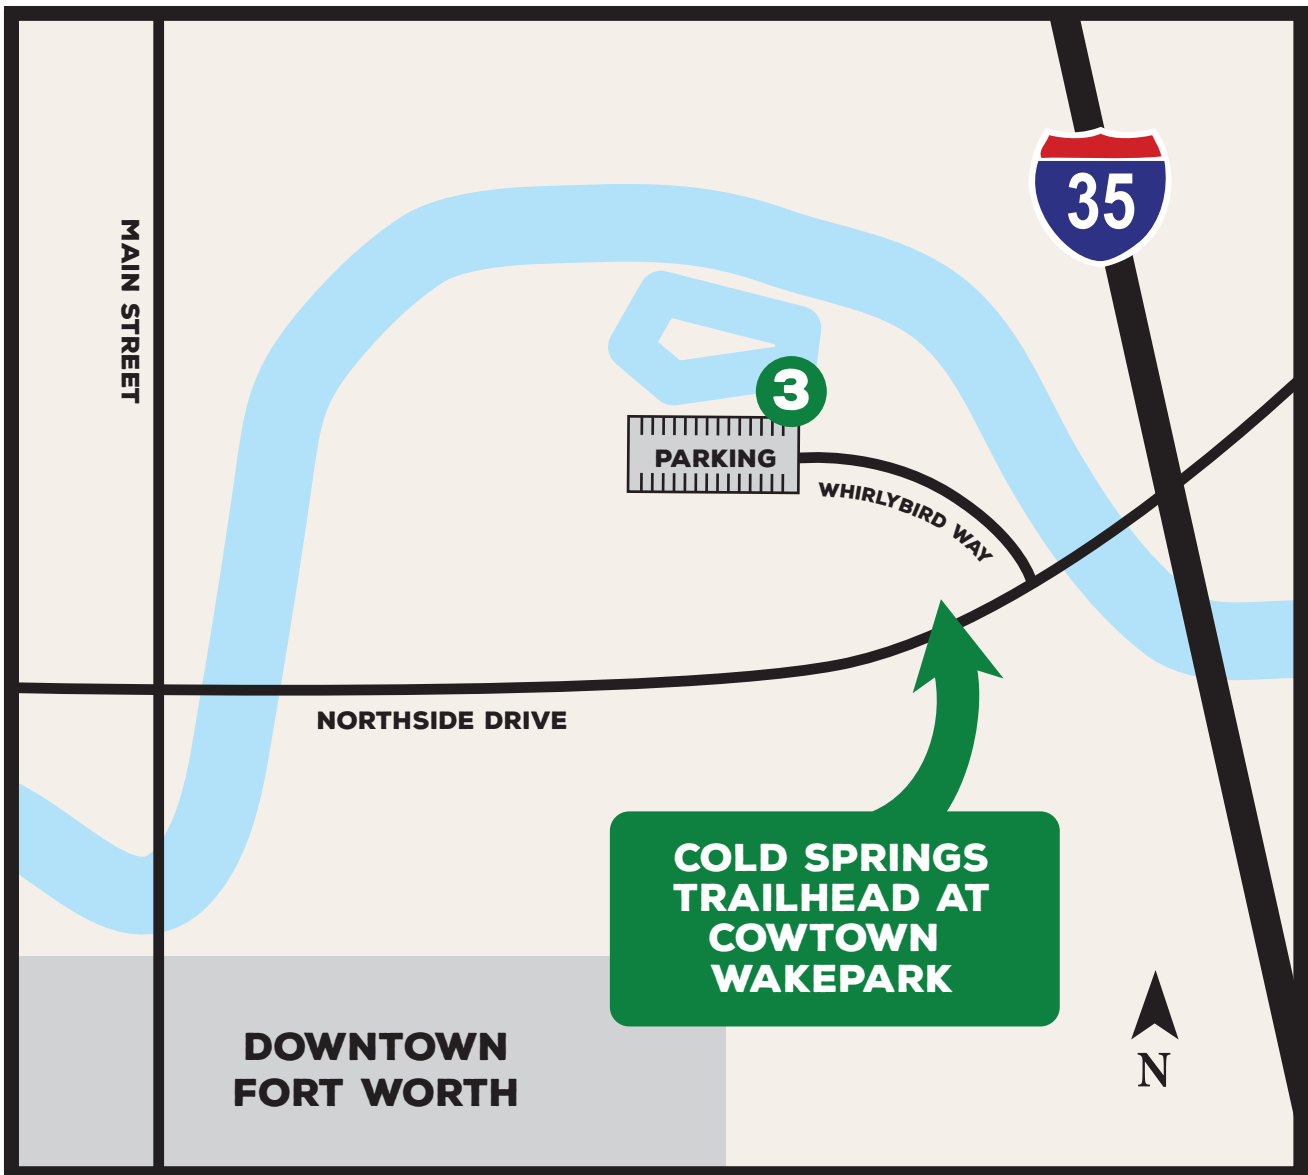 35
MAIN STREET
3
PARKING
WHIRLYBIRD WAY
NORTHSIDE DRIVE
COLD SPRINGS
TRAILHEAD AT
COWTOWN
WAKEPARK
DOWNTOWN
FORT WORTH
N